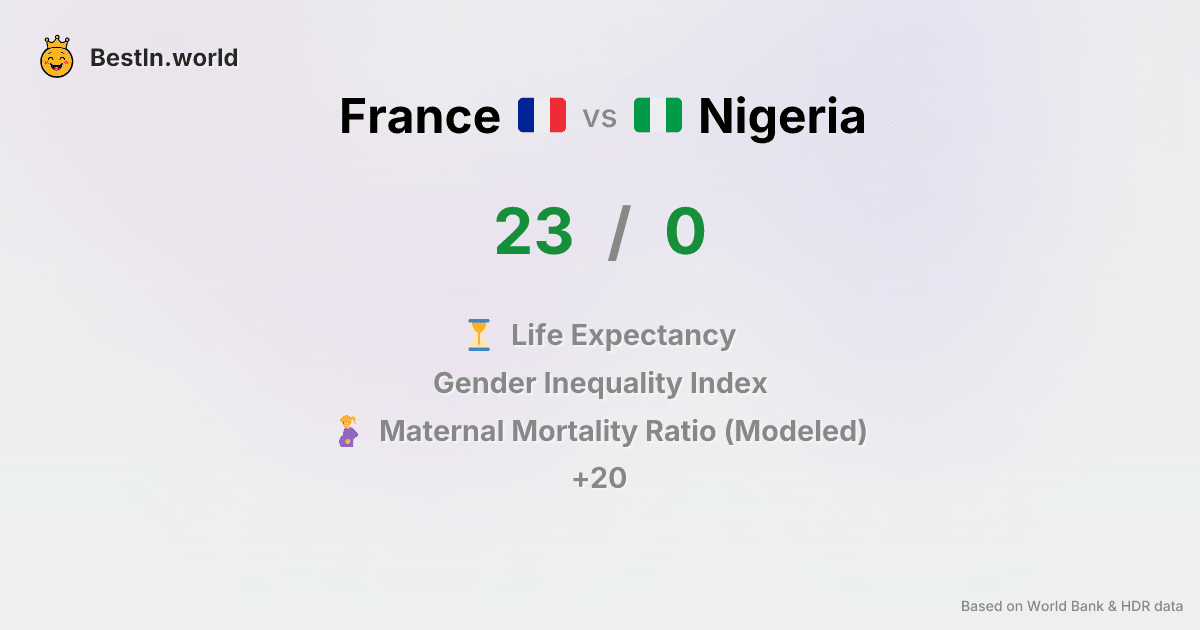 BestIn.world
France vs Nigeria
23 / 0
Life Expectancy
Gender Inequality Index
Maternal Mortality Ratio (Modeled)
+20
Based on World Bank & HDR data